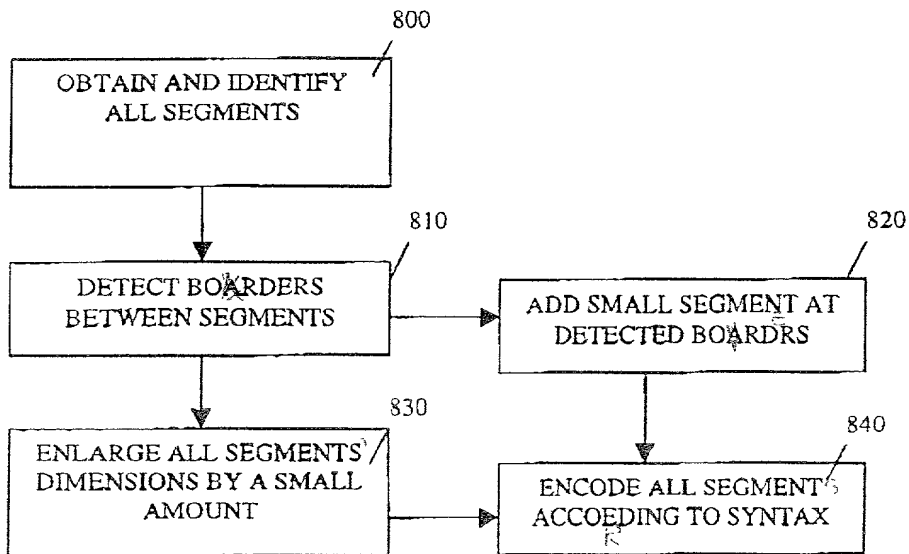 800
OBTAIN AND IDENTIFY
ALL SEGMENTS
810
DETECT BOARDERS
BETWEEN SEGMENTS
820
ADD SMALL SEGMENT AT
DETECTED BOARDRS
830
ENLARGE ALL SEGMENTS'
DIMENSIONS BY A SMALL
AMOUNT
840
ENCODE ALL SEGMENTS
ACCOEDING TO SYNTAX
R